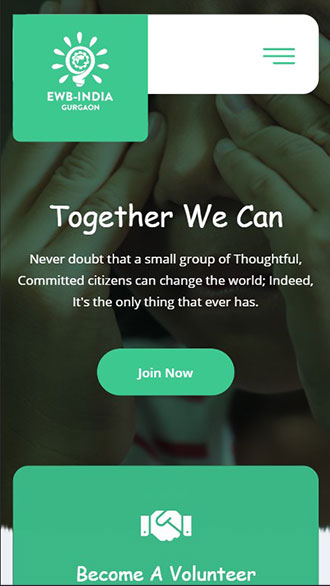 EWB-INDIA
GURGAON
Together We Can
Never doubt that a small group of Thoughtful,
Committed citizens can change the world; Indeed,
It's the only thing that ever has.
Join Now
Become A Volunteer